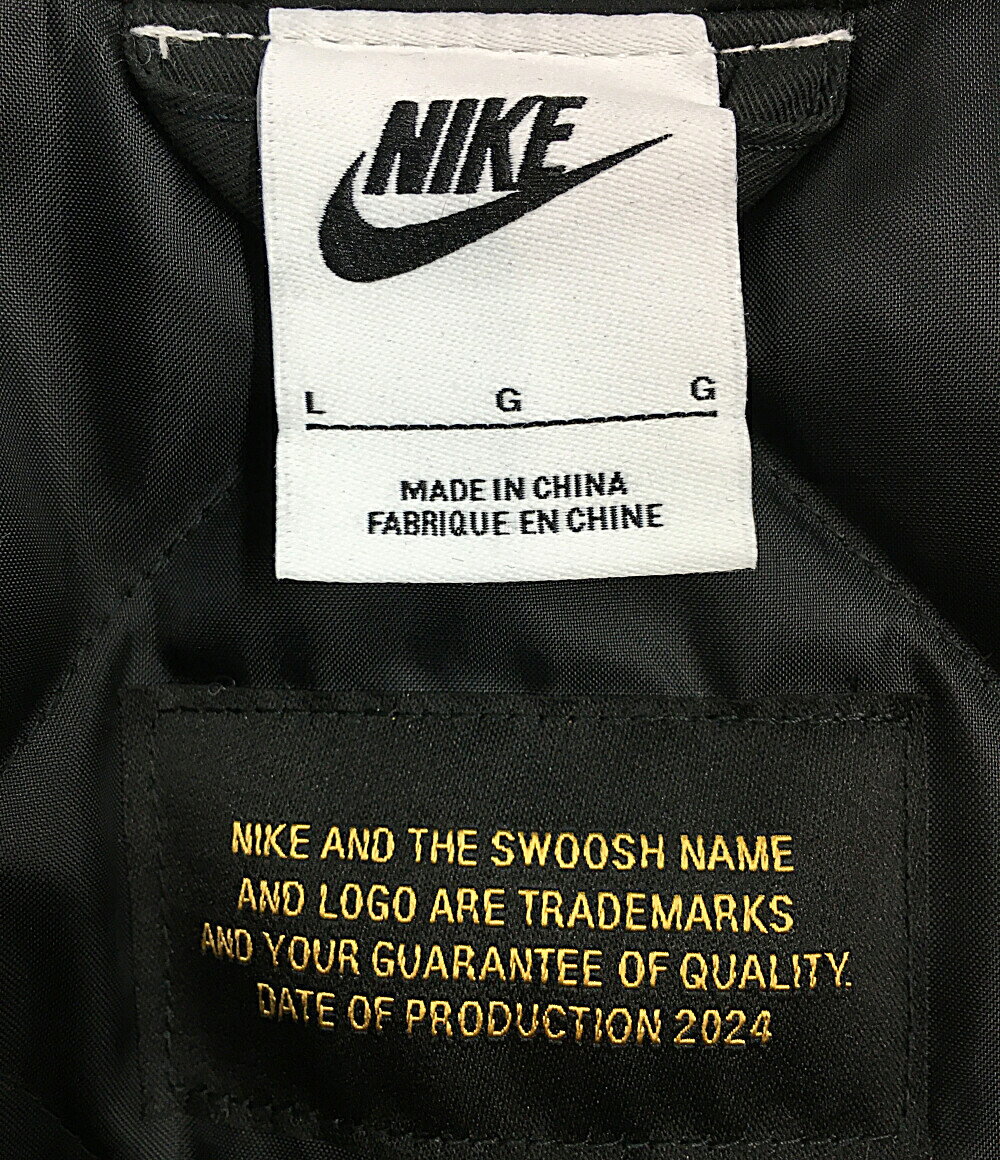 NIKE
L G G
MADE IN CHINA
FABRIQUE EN CHINE
NIKE AND THE SWOOSH NAME
AND LOGO ARE TRADEMARKS
AND YOUR GUARANTEE OF QUALITY.
DATE OF PRODUCTION 2024